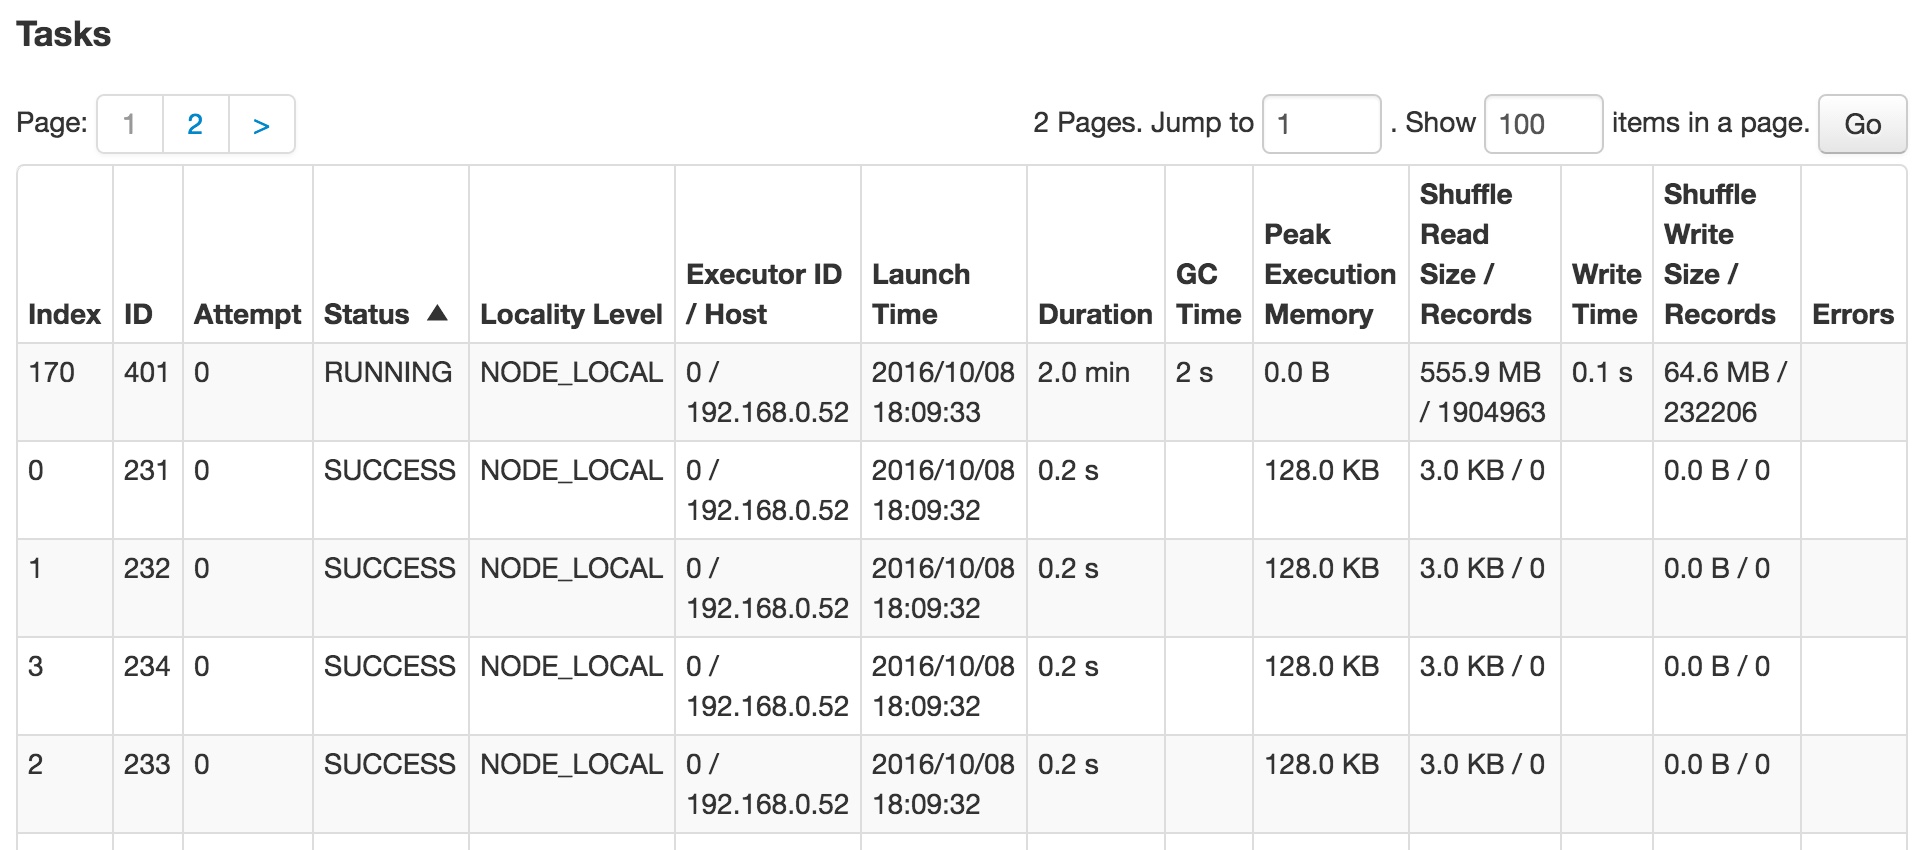 Tasks
Page: 1 2 > 2 Pages. Jump to 1 . Show 100 items in a page. Go
Index ID Attempt Status ▲ Locality Level Executor ID / Host Launch Time Duration GC Time Peak Execution Memory Shuffle Read Size / Records Write Time Shuffle Write Size / Records Errors
170 401 0 RUNNING NODE_LOCAL 0 / 192.168.0.52 2016/10/08 18:09:33 2.0 min 2 s 0.0 B 555.9 MB / 1904963 0.1 s 64.6 MB / 232206
0 231 0 SUCCESS NODE_LOCAL 0 / 192.168.0.52 2016/10/08 18:09:32 0.2 s 128.0 KB 3.0 KB / 0 0.0 B / 0
1 232 0 SUCCESS NODE_LOCAL 0 / 192.168.0.52 2016/10/08 18:09:32 0.2 s 128.0 KB 3.0 KB / 0 0.0 B / 0
3 234 0 SUCCESS NODE_LOCAL 0 / 192.168.0.52 2016/10/08 18:09:32 0.2 s 128.0 KB 3.0 KB / 0 0.0 B / 0
2 233 0 SUCCESS NODE_LOCAL 0 / 192.168.0.52 2016/10/08 18:09:32 0.2 s 128.0 KB 3.0 KB / 0 0.0 B / 0